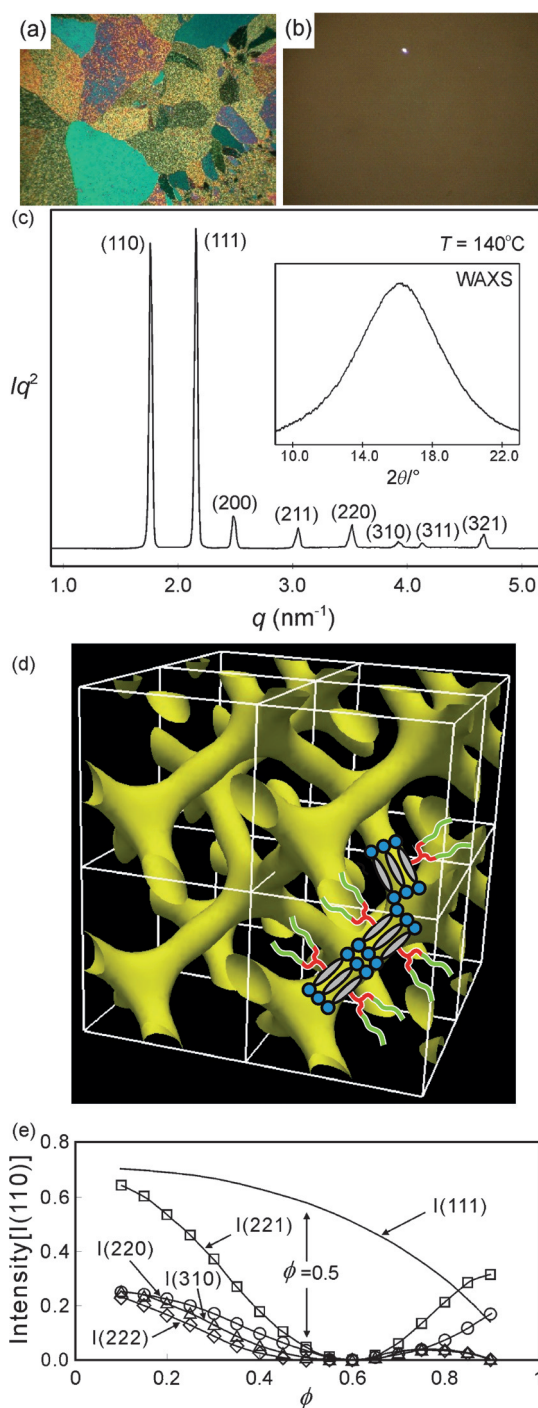 (a)
(b)
(c)
(110)
(111)
T = 140°C
WAXS
Iq²
10.0 14.0 18.0 22.0
2θ/°
(200)
(211)
(220)
(310)
(311)
(321)
1.0 2.0 3.0 4.0 5.0
q (nm⁻¹)
(d)
(e)
Intensity[I(110)]
0.8
0.6
0.4
0.2
0.0
I(221)
I(111)
I(220)
I(310)
I(222)
ϕ=0.5
0 0.2 0.4 0.6 0.8 1
ϕ